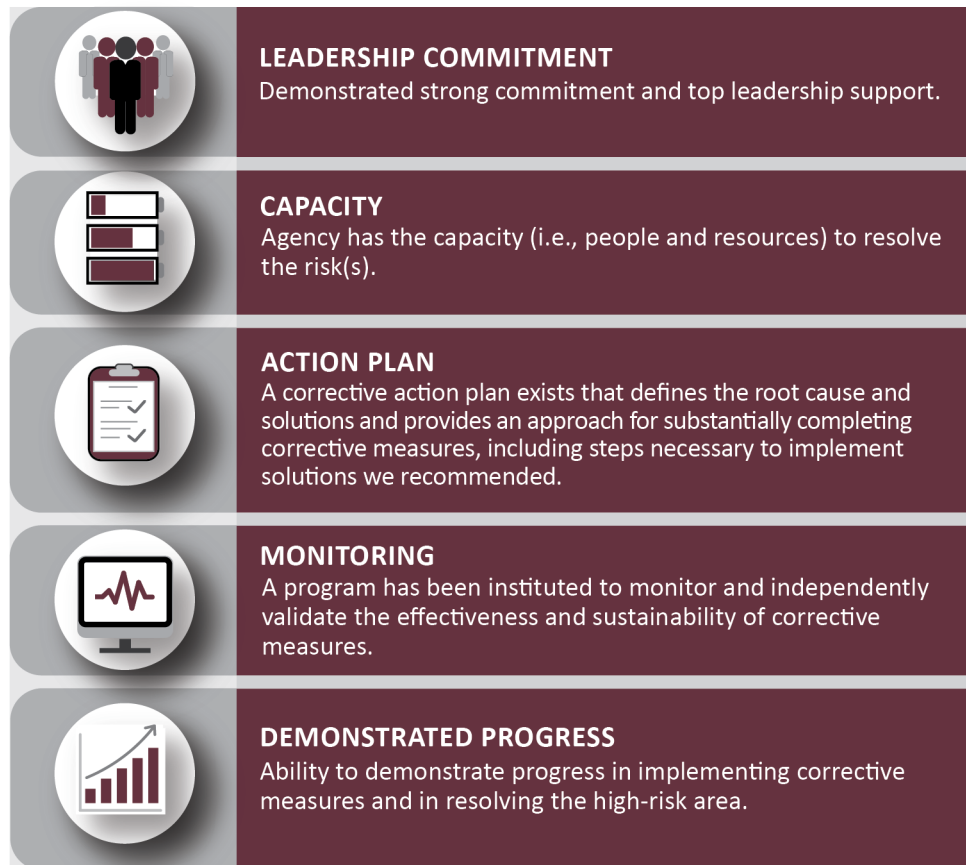 LEADERSHIP COMMITMENT
Demonstrated strong commitment and top leadership support.
CAPACITY
Agency has the capacity (i.e., people and resources) to resolve
the risk(s).
ACTION PLAN
A corrective action plan exists that defines the root cause and
solutions and provides an approach for substantially completing
corrective measures, including steps necessary to implement
solutions we recommended.
MONITORING
A program has been instituted to monitor and independently
validate the effectiveness and sustainability of corrective
measures.
DEMONSTRATED PROGRESS
Ability to demonstrate progress in implementing corrective
measures and in resolving the high-risk area.